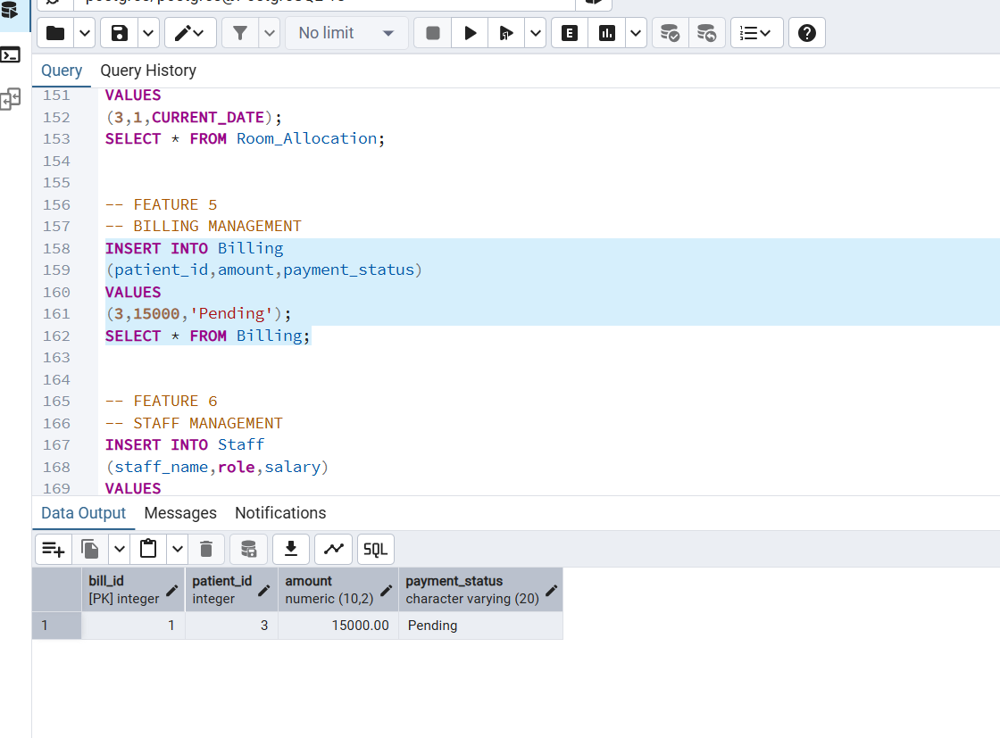 No limit
Query Query History
151 VALUES
152 (3,1,CURRENT_DATE);
153 SELECT * FROM Room_Allocation;
154
155
156 -- FEATURE 5
157 -- BILLING MANAGEMENT
158 INSERT INTO Billing
159 (patient_id,amount,payment_status)
160 VALUES
161 (3,15000,'Pending');
162 SELECT * FROM Billing;
163
164
165 -- FEATURE 6
166 -- STAFF MANAGEMENT
167 INSERT INTO Staff
168 (staff_name,role,salary)
169 VALUES
Data Output Messages Notifications
SQL
bill_id patient_id amount payment_status
[PK] integer integer numeric (10,2) character varying (20)
1 1 3 15000.00 Pending